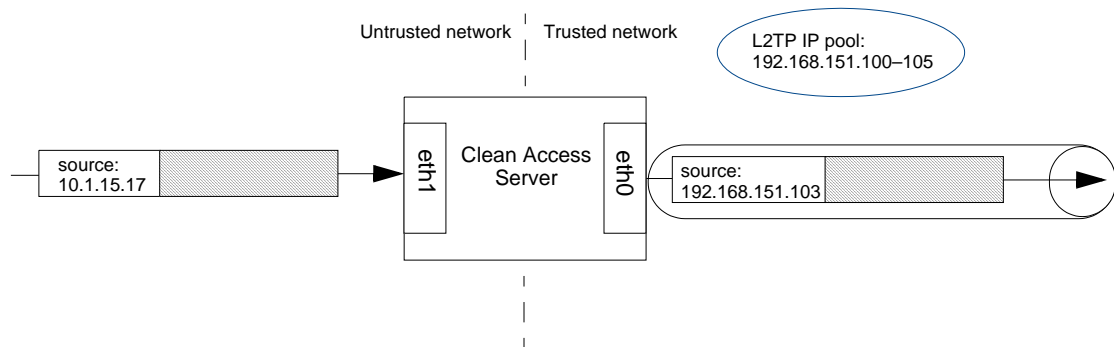 Untrusted network
Trusted network
L2TP IP pool:
192.168.151.100–105
source:
10.1.15.17
eth1
Clean Access
Server
eth0
source:
192.168.151.103